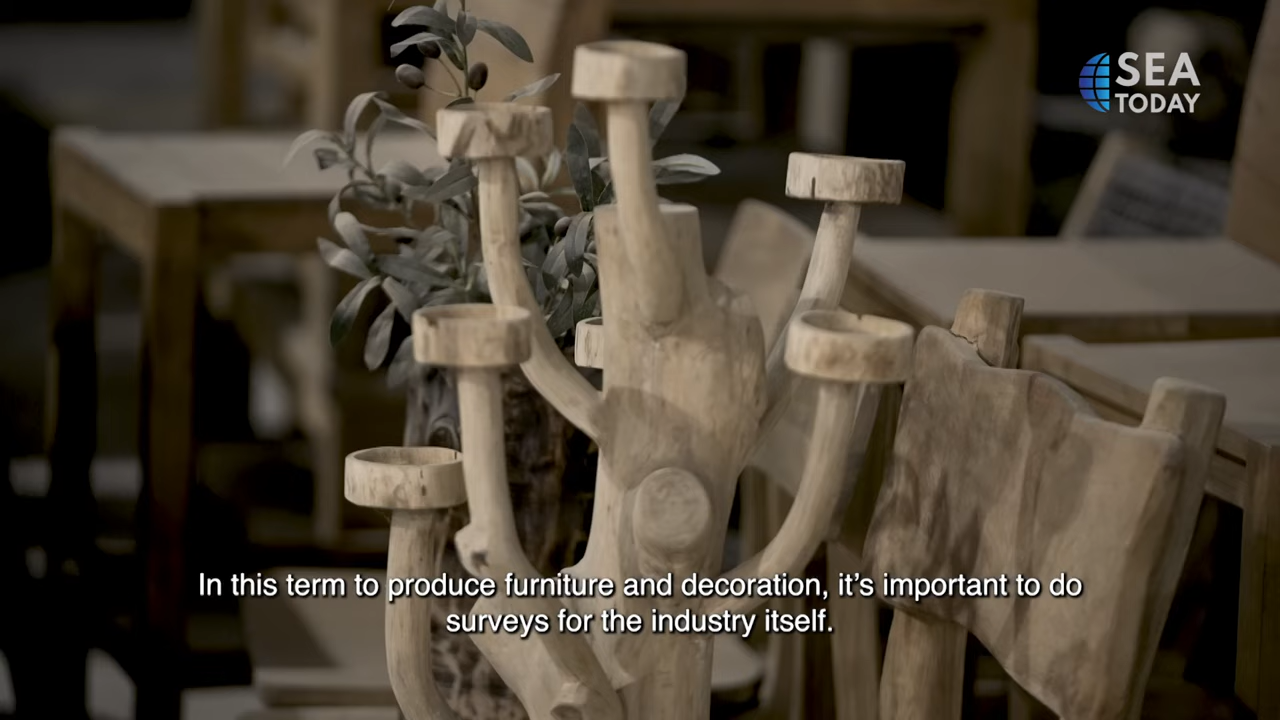 SEA
TODAY
In this term to produce furniture and decoration, it's important to do
surveys for the industry itself.